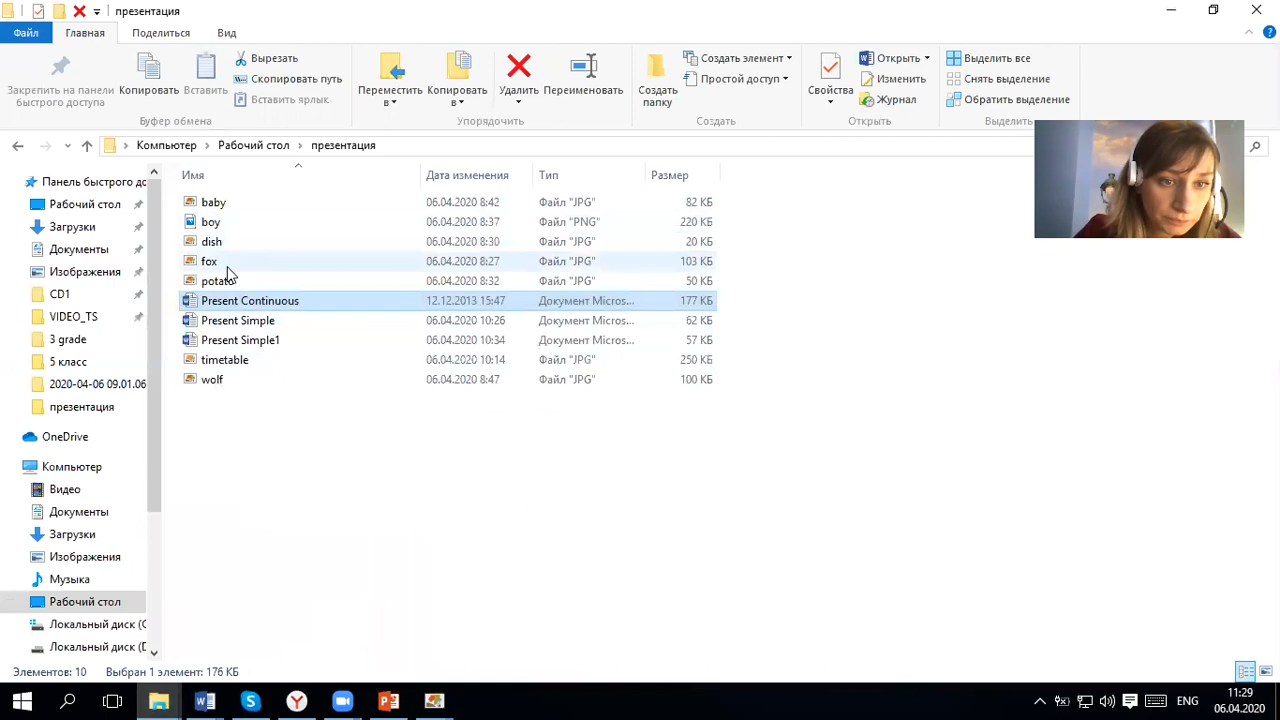 презентация
Файл Главная Поделиться Вид
Закрепить на панели быстрого доступа
Копировать
Вставить
Вырезать
Скопировать путь
Вставить ярлык
Буфер обмена
Переместить в
Копировать в
Удалить
Переименовать
Упорядочить
Создать папку
Создать элемент
Простой доступ
Создать
Свойства
Открыть
Изменить
Журнал
Открыть
Выделить все
Снять выделение
Обратить выделение
Выделить
Компьютер Рабочий стол презентация
Имя Дата изменения Тип Размер
baby 06.04.2020 8:42 Файл "JPG" 82 КБ
boy 06.04.2020 8:37 Файл "PNG" 220 КБ
dish 06.04.2020 8:30 Файл "JPG" 20 КБ
fox 06.04.2020 8:27 Файл "JPG" 103 КБ
potato 06.04.2020 8:32 Файл "JPG" 50 КБ
Present Continuous 12.12.2013 15:47 Документ Micros... 177 КБ
Present Simple 06.04.2020 10:26 Документ Micros... 62 КБ
Present Simple1 06.04.2020 10:34 Документ Micros... 57 КБ
timetable 06.04.2020 10:14 Файл "JPG" 250 КБ
wolf 06.04.2020 8:47 Файл "JPG" 100 КБ
Панель быстрого до
Рабочий стол
Загрузки
Документы
Изображения
CD1
VIDEO_TS
3 grade
5 класс
2020-04-06 09.01.06
презентация
OneDrive
Компьютер
Видео
Документы
Загрузки
Изображения
Музыка
Рабочий стол
Локальный диск (C
Локальный диск (D
Элементов: 10 Выбран 1 элемент: 176 КБ
ENG
11:29
06.04.2020